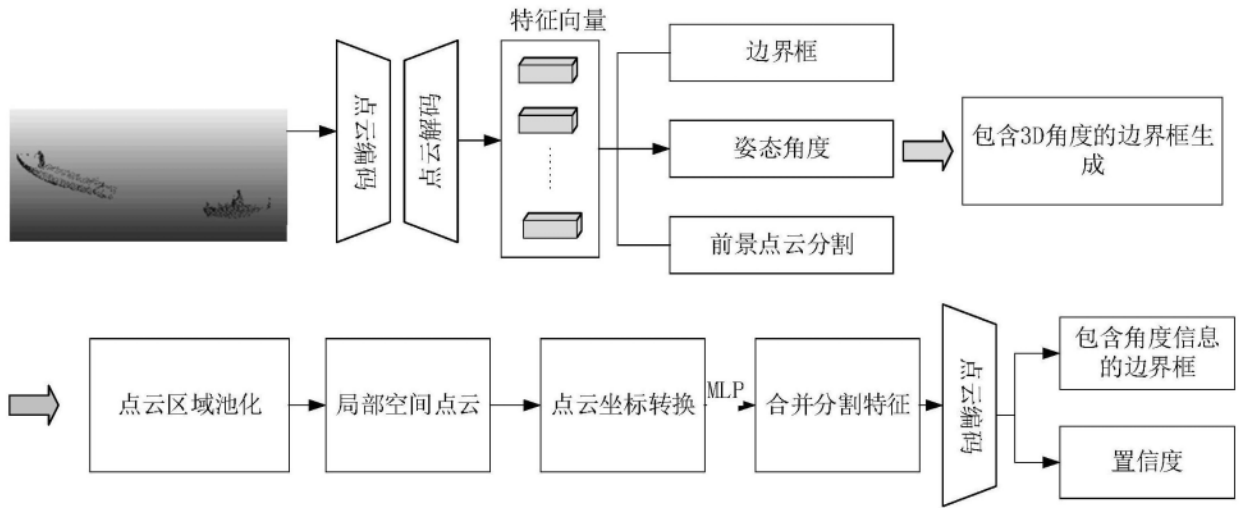 特征向量
点云编码
点云解码
边界框
姿态角度
前景点云分割
包含3D角度的边界框生
成
点云区域池化
局部空间点云
点云坐标转换
MLP
合并分割特征
点云编码
包含角度信息
的边界框
置信度